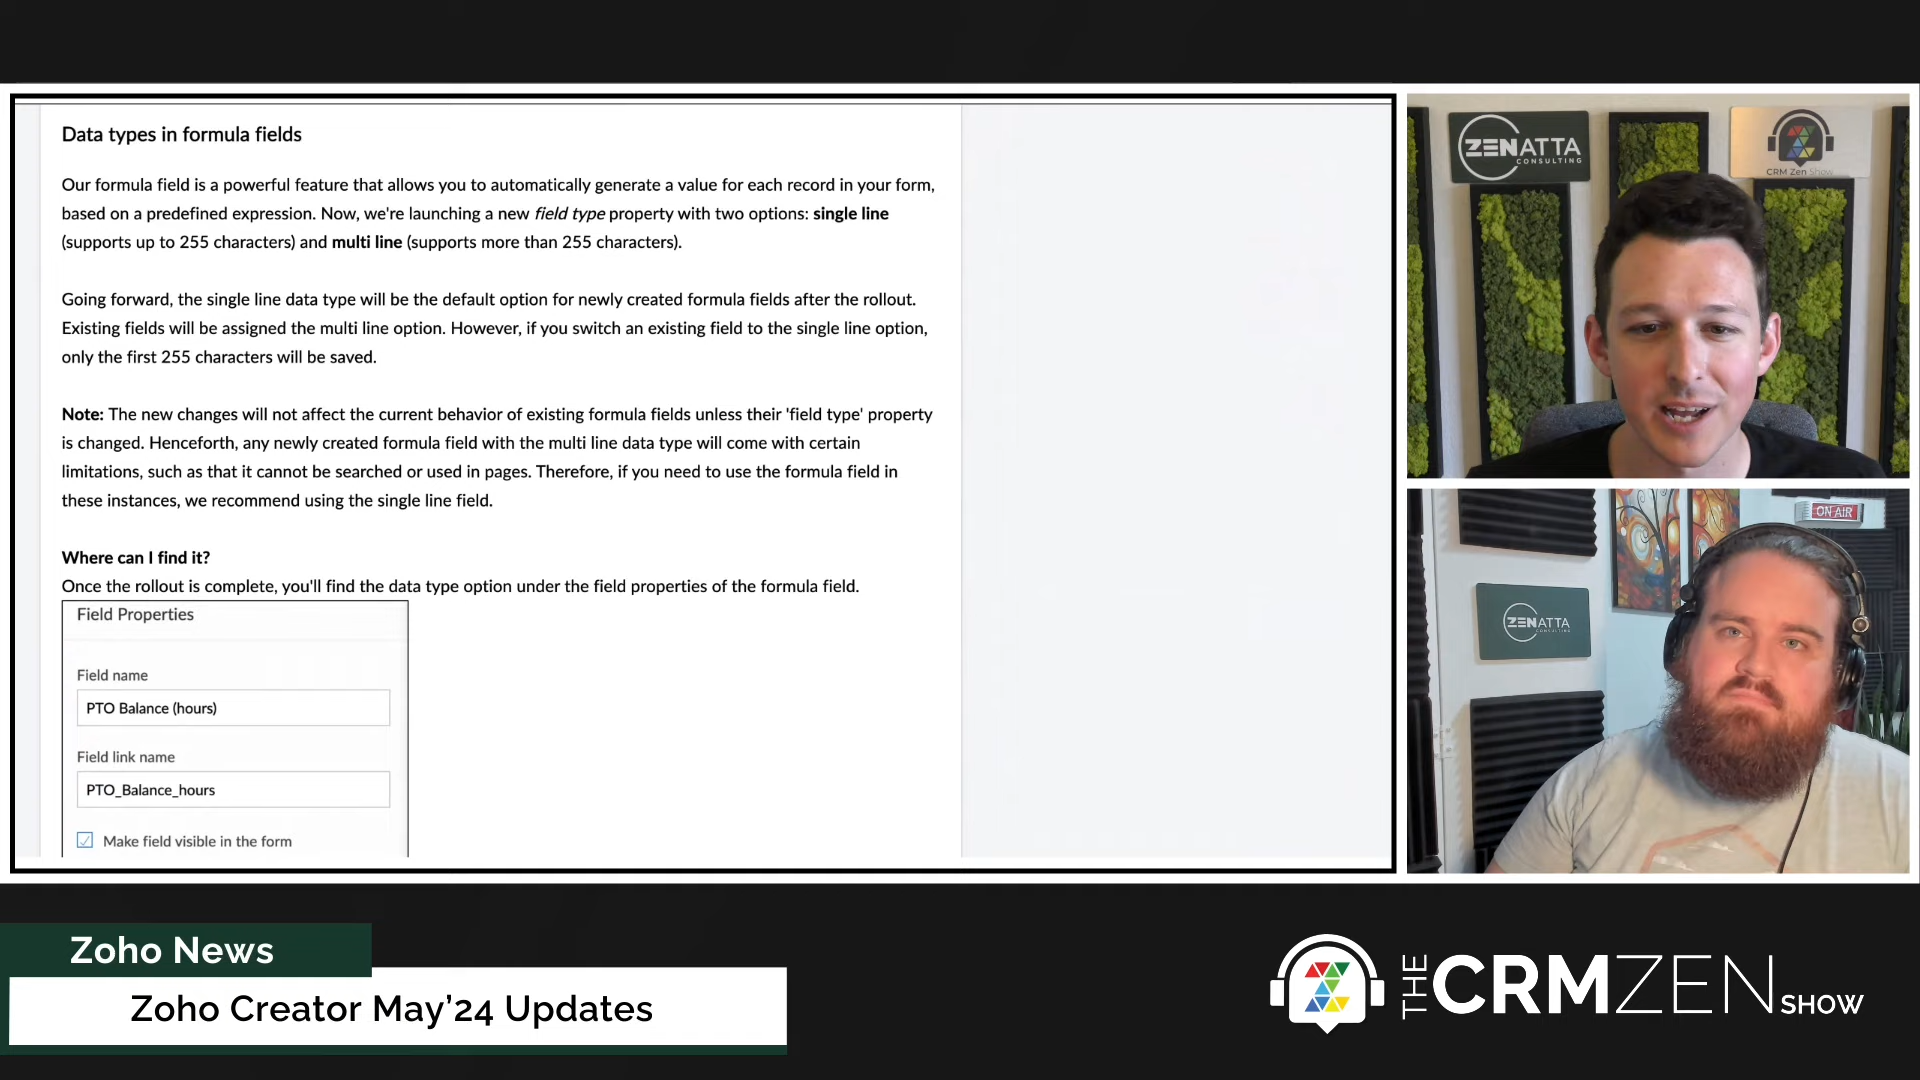 Data types in formula fields
Our formula field is a powerful feature that allows you to automatically generate a value for each record in your form,
based on a predefined expression. Now, we're launching a new field type property with two options: single line
(supports up to 255 characters) and multi line (supports more than 255 characters).
Going forward, the single line data type will be the default option for newly created formula fields after the rollout.
Existing fields will be assigned the multi line option. However, if you switch an existing field to the single line option,
only the first 255 characters will be saved.
Note: The new changes will not affect the current behavior of existing formula fields unless their 'field type' property
is changed. Henceforth, any newly created formula field with the multi line data type will come with certain
limitations, such as that it cannot be searched or used in pages. Therefore, if you need to use the formula field in
these instances, we recommend using the single line field.
Where can I find it?
Once the rollout is complete, you'll find the data type option under the field properties of the formula field.
Field Properties
Field name
PTO Balance (hours)
Field link name
PTO_Balance_hours
Make field visible in the form
ZENATTA
CONSULTING
CRM Zen Show
ON AIR
ZENATTA
CONSULTING
Zoho News
Zoho Creator May’24 Updates
THE CRMZEN SHOW